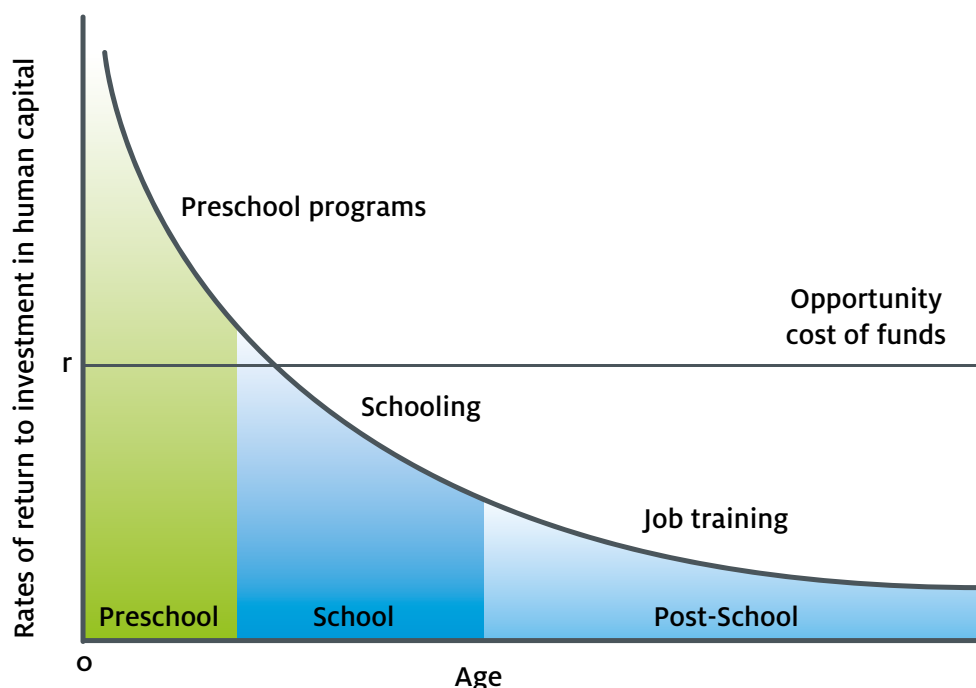 Rates of return to investment in human capital
Preschool programs
Opportunity
cost of funds
r
Schooling
Job training
Preschool
School
Post-School
0
Age